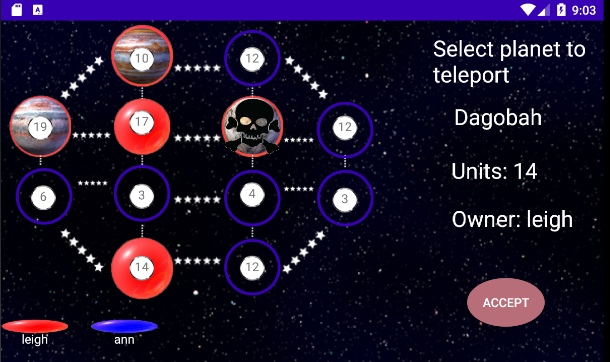 9:03
10
12
Select planet to
teleport
19
17
12
Dagobah
6
3
4
3
Units: 14
Owner: leigh
14
12
ACCEPT
leigh
ann